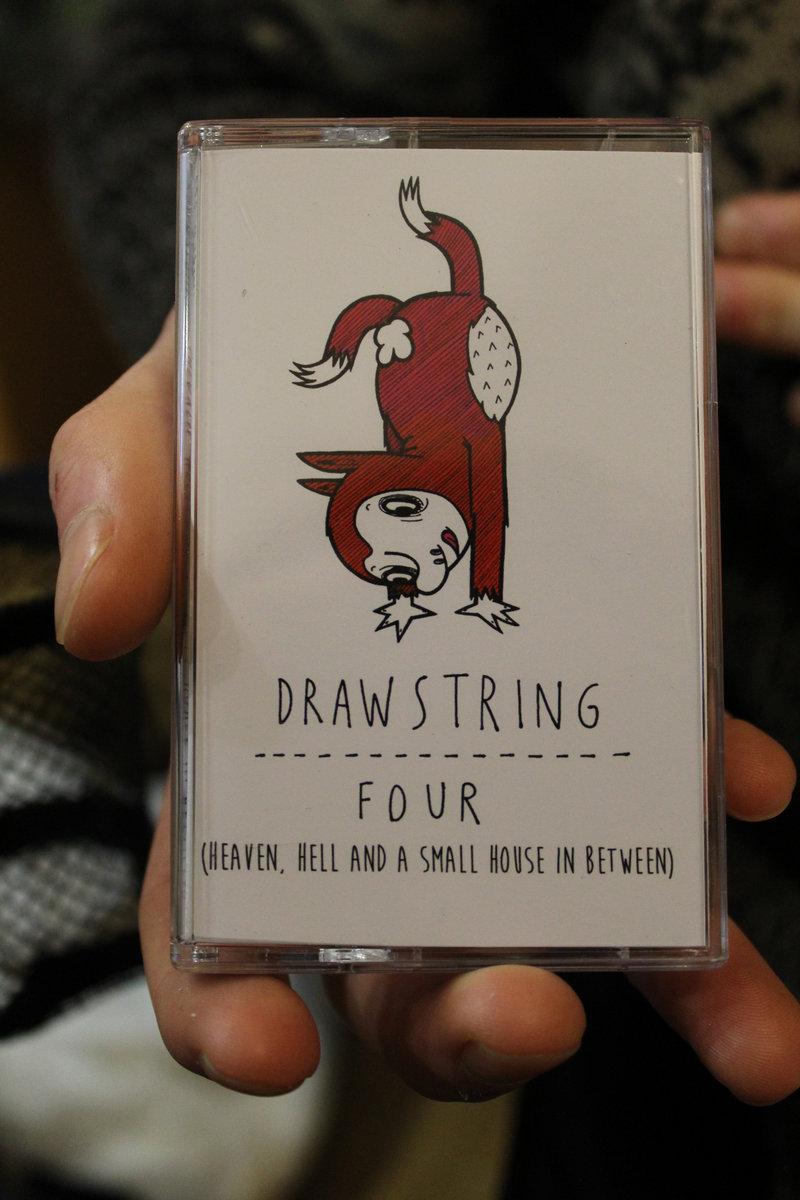 DRAWSTRING
FOUR
(HEAVEN, HELL AND A SMALL HOUSE IN BETWEEN)